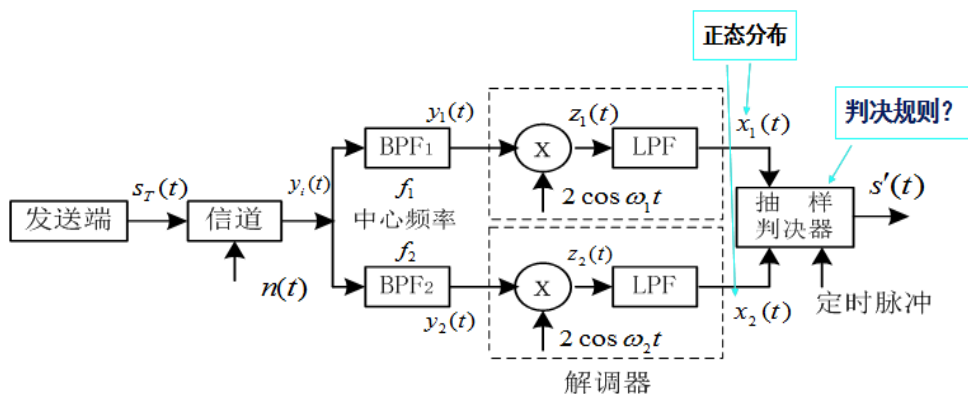 正态分布
判决规则？
y₁(t)
z₁(t)
x₁(t)
BPF₁
X
LPF
s_T(t)
y_i(t)
f₁
2 cos ω₁t
s′(t)
发送端
信道
中心频率
抽 样
判决器
f₂
z₂(t)
n(t)
BPF₂
X
LPF
y₂(t)
x₂(t)
定时脉冲
2 cos ω₂t
解调器